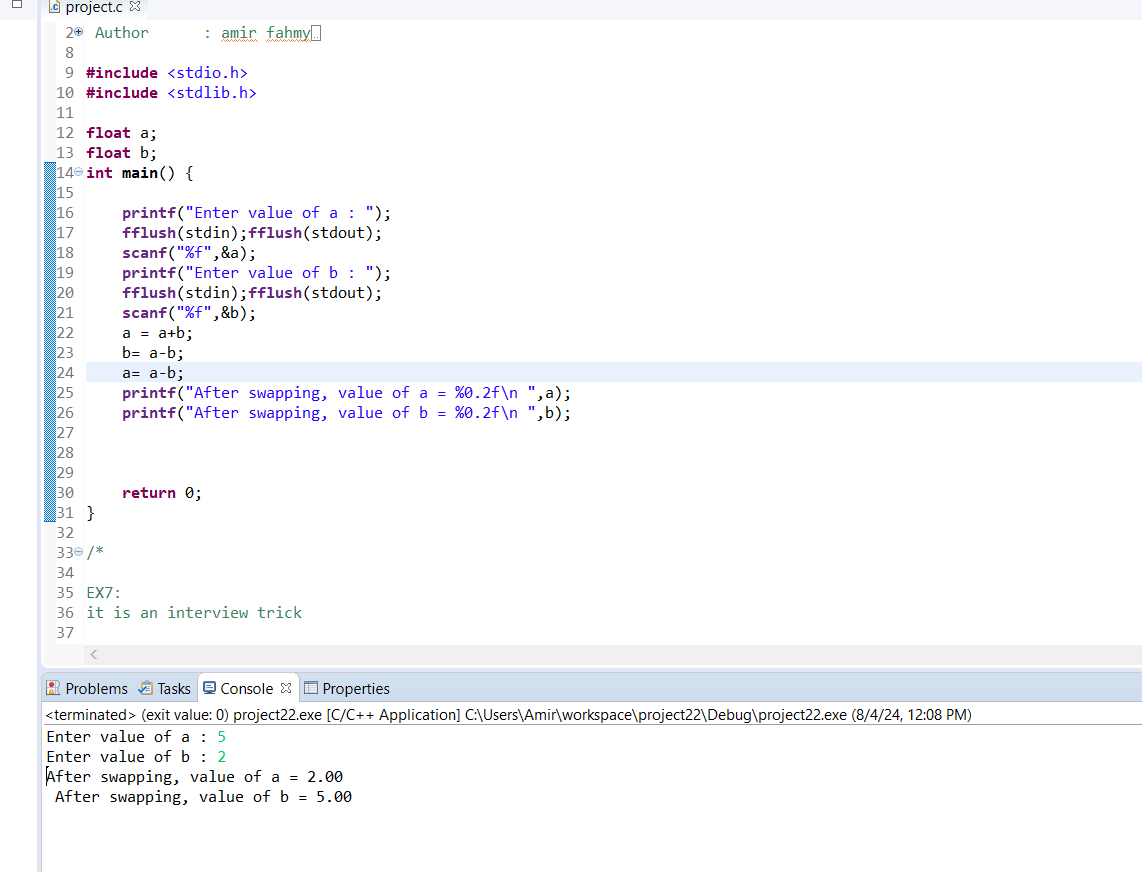 project.c
2 Author      : amir fahmy
8
9 #include <stdio.h>
10 #include <stdlib.h>
11
12 float a;
13 float b;
14 int main() {
15
16     printf("Enter value of a : ");
17     fflush(stdin);fflush(stdout);
18     scanf("%f",&a);
19     printf("Enter value of b : ");
20     fflush(stdin);fflush(stdout);
21     scanf("%f",&b);
22     a = a+b;
23     b= a-b;
24     a= a-b;
25     printf("After swapping, value of a = %0.2f\n ",a);
26     printf("After swapping, value of b = %0.2f\n ",b);
27
28
29
30     return 0;
31 }
32
33 /*
34
35 EX7:
36 it is an interview trick
37
Problems Tasks Console Properties
<terminated> (exit value: 0) project22.exe [C/C++ Application] C:\Users\Amir\workspace\project22\Debug\project22.exe (8/4/24, 12:08 PM)
Enter value of a : 5
Enter value of b : 2
After swapping, value of a = 2.00
 After swapping, value of b = 5.00